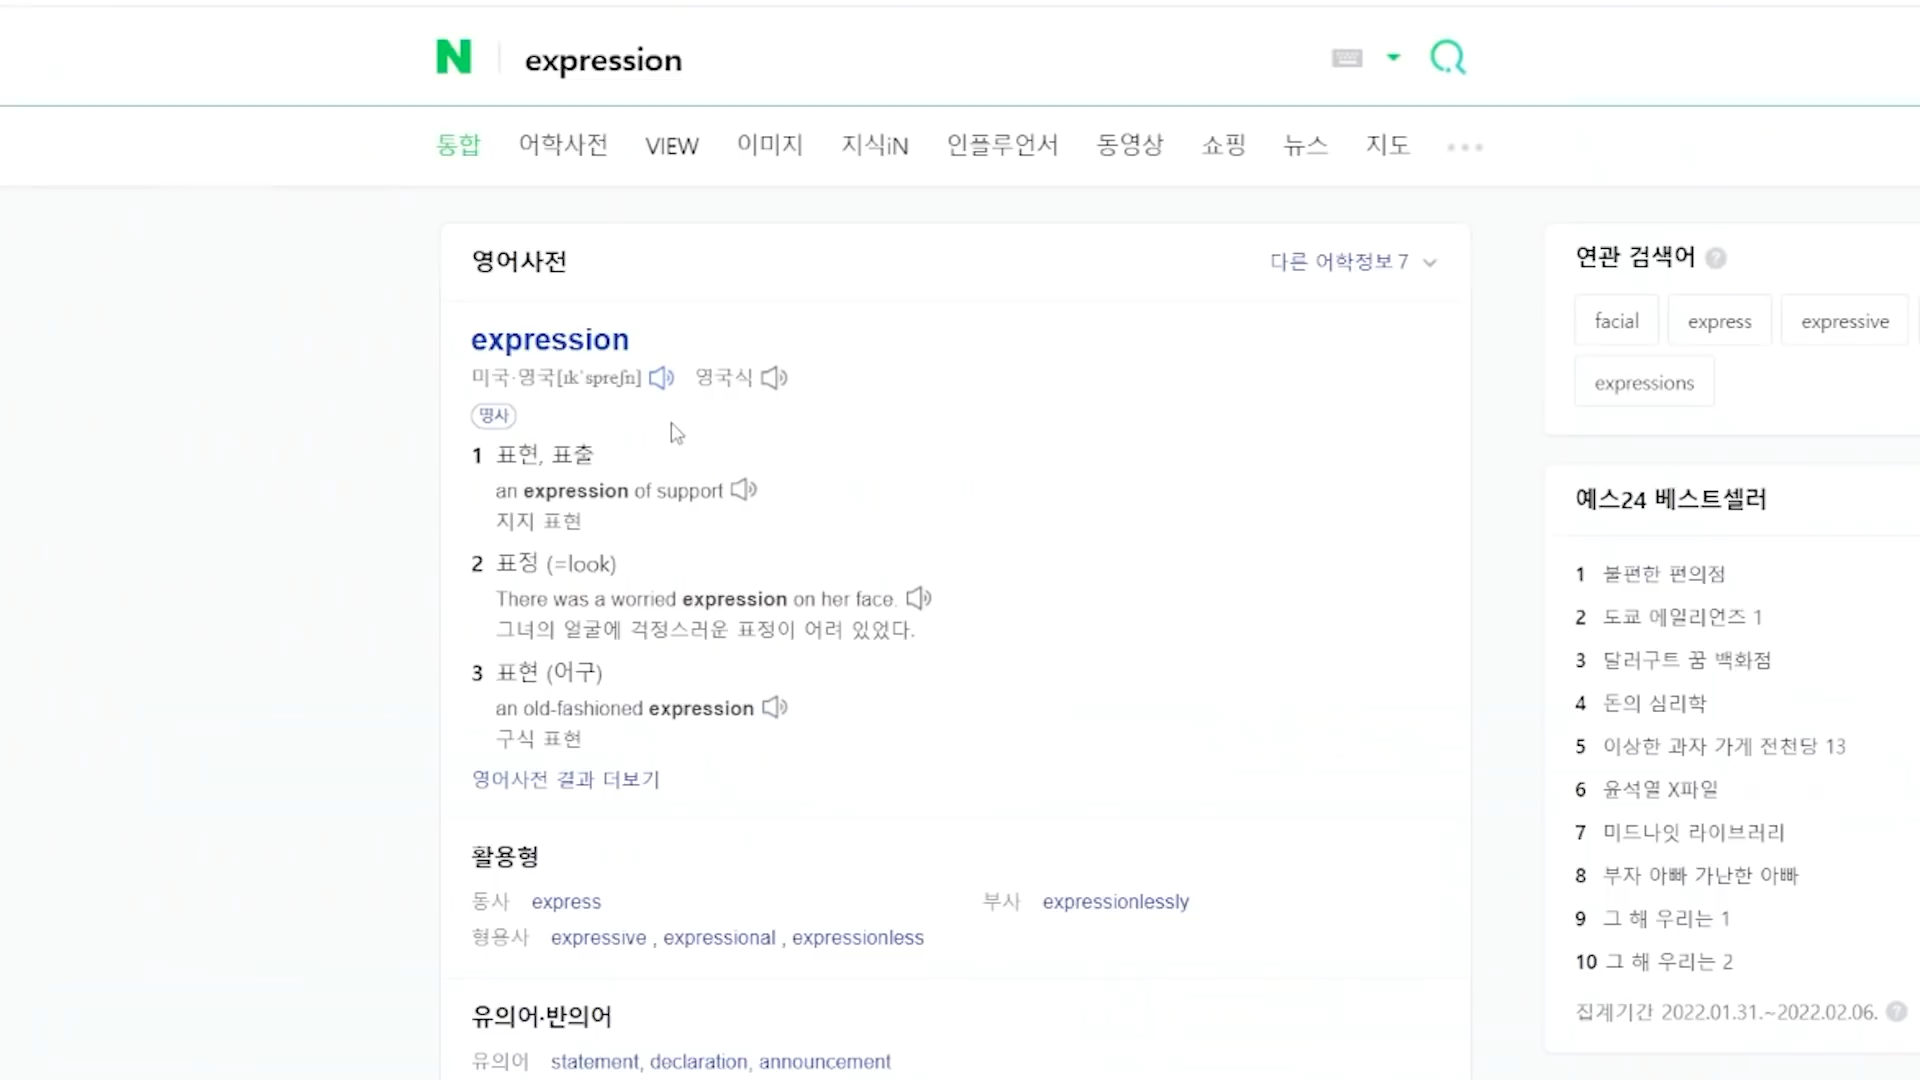 N expression
통합 어학사전 VIEW 이미지 지식iN 인플루언서 동영상 쇼핑 뉴스 지도
영어사전 다른 어학정보 7
expression
미국·영국[ɪkˈspreʃn] 영국식
명사
1 표현, 표출
an expression of support
지지 표현
2 표정 (=look)
There was a worried expression on her face.
그녀의 얼굴에 걱정스러운 표정이 어려 있었다.
3 표현 (어구)
an old-fashioned expression
구식 표현
영어사전 결과 더보기
활용형
동사 express 부사 expressionlessly
형용사 expressive , expressional , expressionless
유의어·반의어
유의어 statement, declaration, announcement
연관 검색어 ?
facial express expressive
expressions
예스24 베스트셀러
1 불편한 편의점
2 도쿄 에일리언즈 1
3 달러구트 꿈 백화점
4 돈의 심리학
5 이상한 과자 가게 전천당 13
6 윤석열 X파일
7 미드나잇 라이브러리
8 부자 아빠 가난한 아빠
9 그 해 우리는 1
10 그 해 우리는 2
집계기간 2022.01.31.~2022.02.06. ?